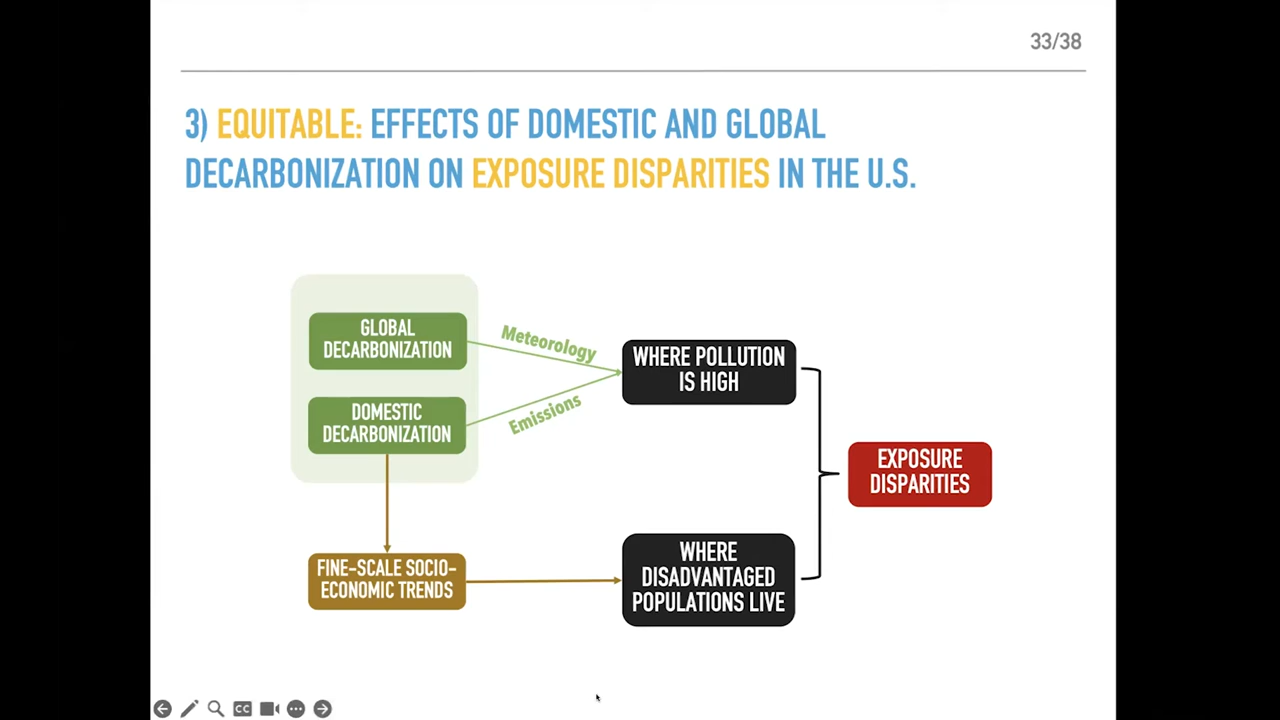 33/38
3) EQUITABLE: EFFECTS OF DOMESTIC AND GLOBAL
DECARBONIZATION ON EXPOSURE DISPARITIES IN THE U.S.
GLOBAL
DECARBONIZATION
Meteorology
WHERE POLLUTION
IS HIGH
DOMESTIC
DECARBONIZATION
Emissions
EXPOSURE
DISPARITIES
FINE-SCALE SOCIO-
ECONOMIC TRENDS
WHERE
DISADVANTAGED
POPULATIONS LIVE
CC